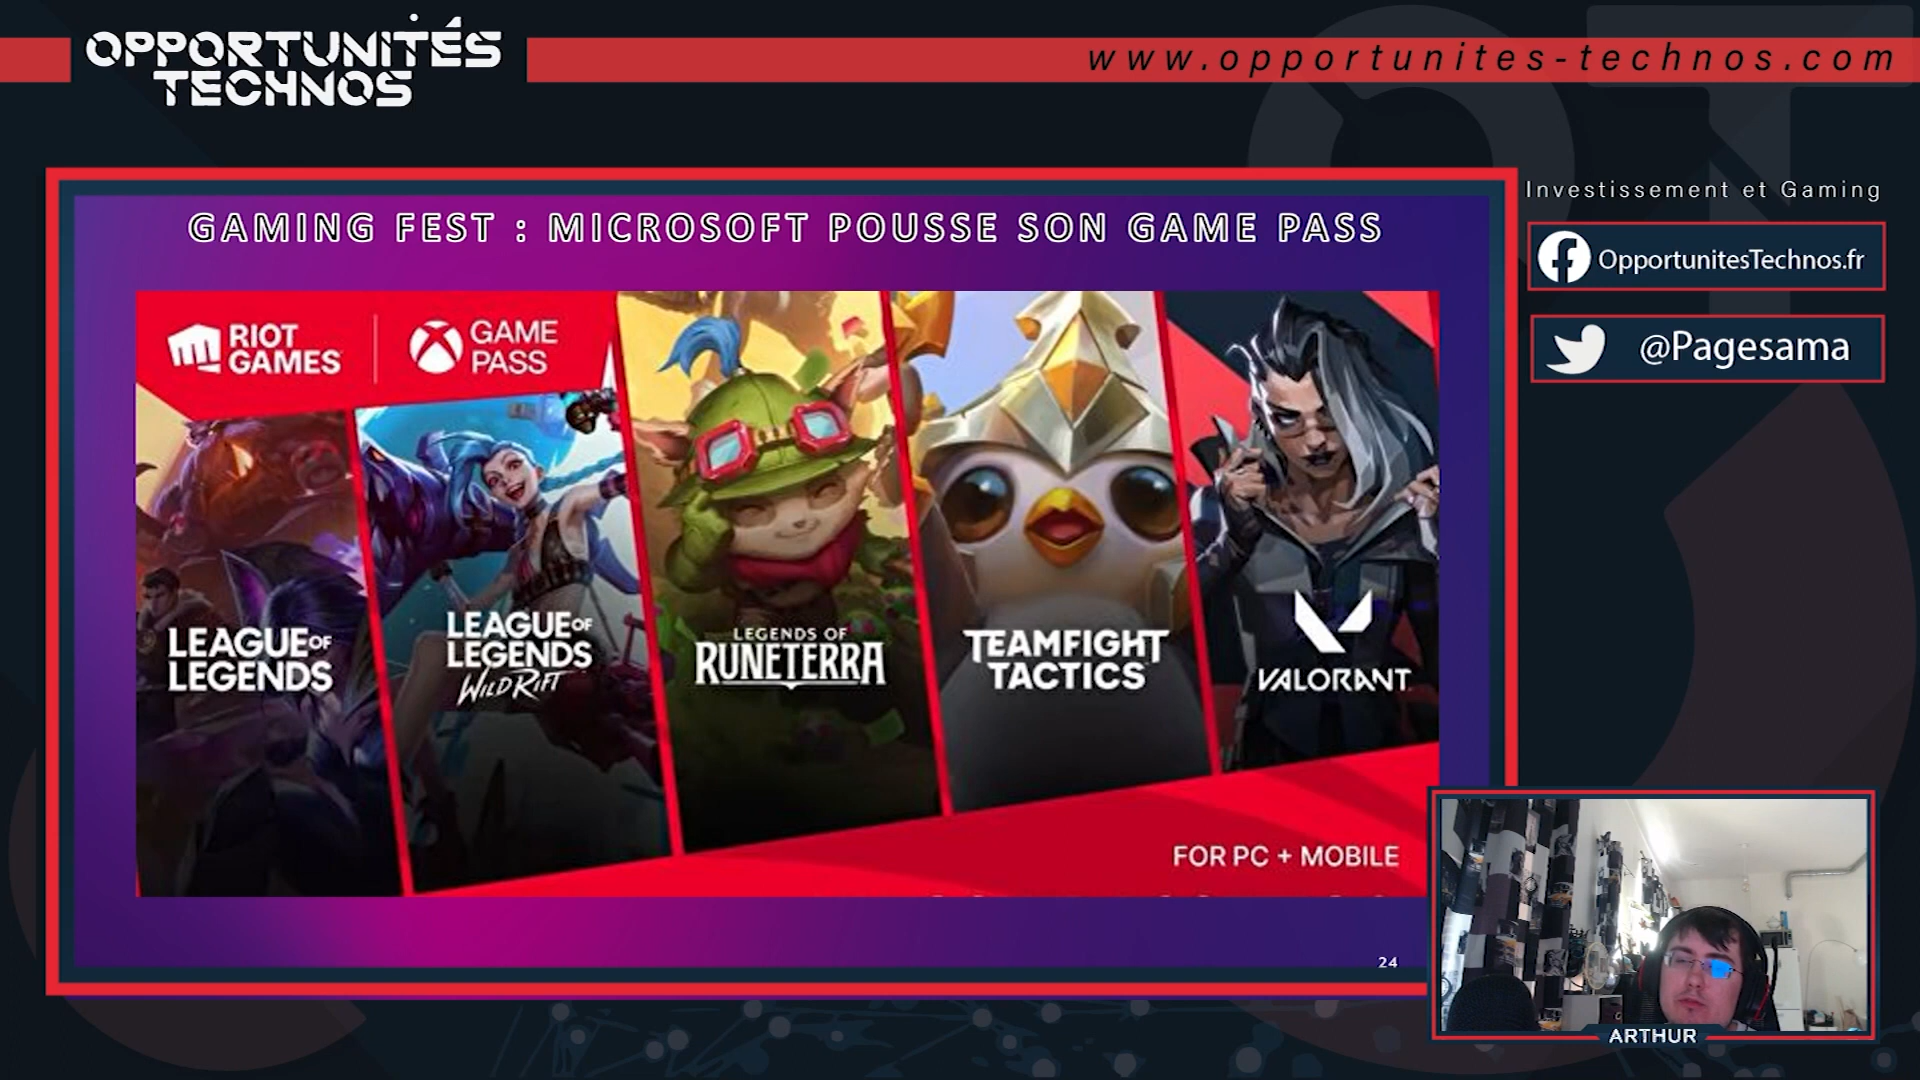 OPPORTUNITÉS
TECHNOS
www.opportunites-technos.com
Investissement et Gaming
OpportunitesTechnos.fr
@Pagesama
GAMING FEST : MICROSOFT POUSSE SON GAME PASS
RIOT
GAMES
GAME
PASS
LEAGUE OF
LEGENDS
LEAGUE OF
LEGENDS
WILD RIFT
LEGENDS OF
RUNETERRA
TEAMFIGHT
TACTICS
VALORANT
FOR PC + MOBILE
24
ARTHUR